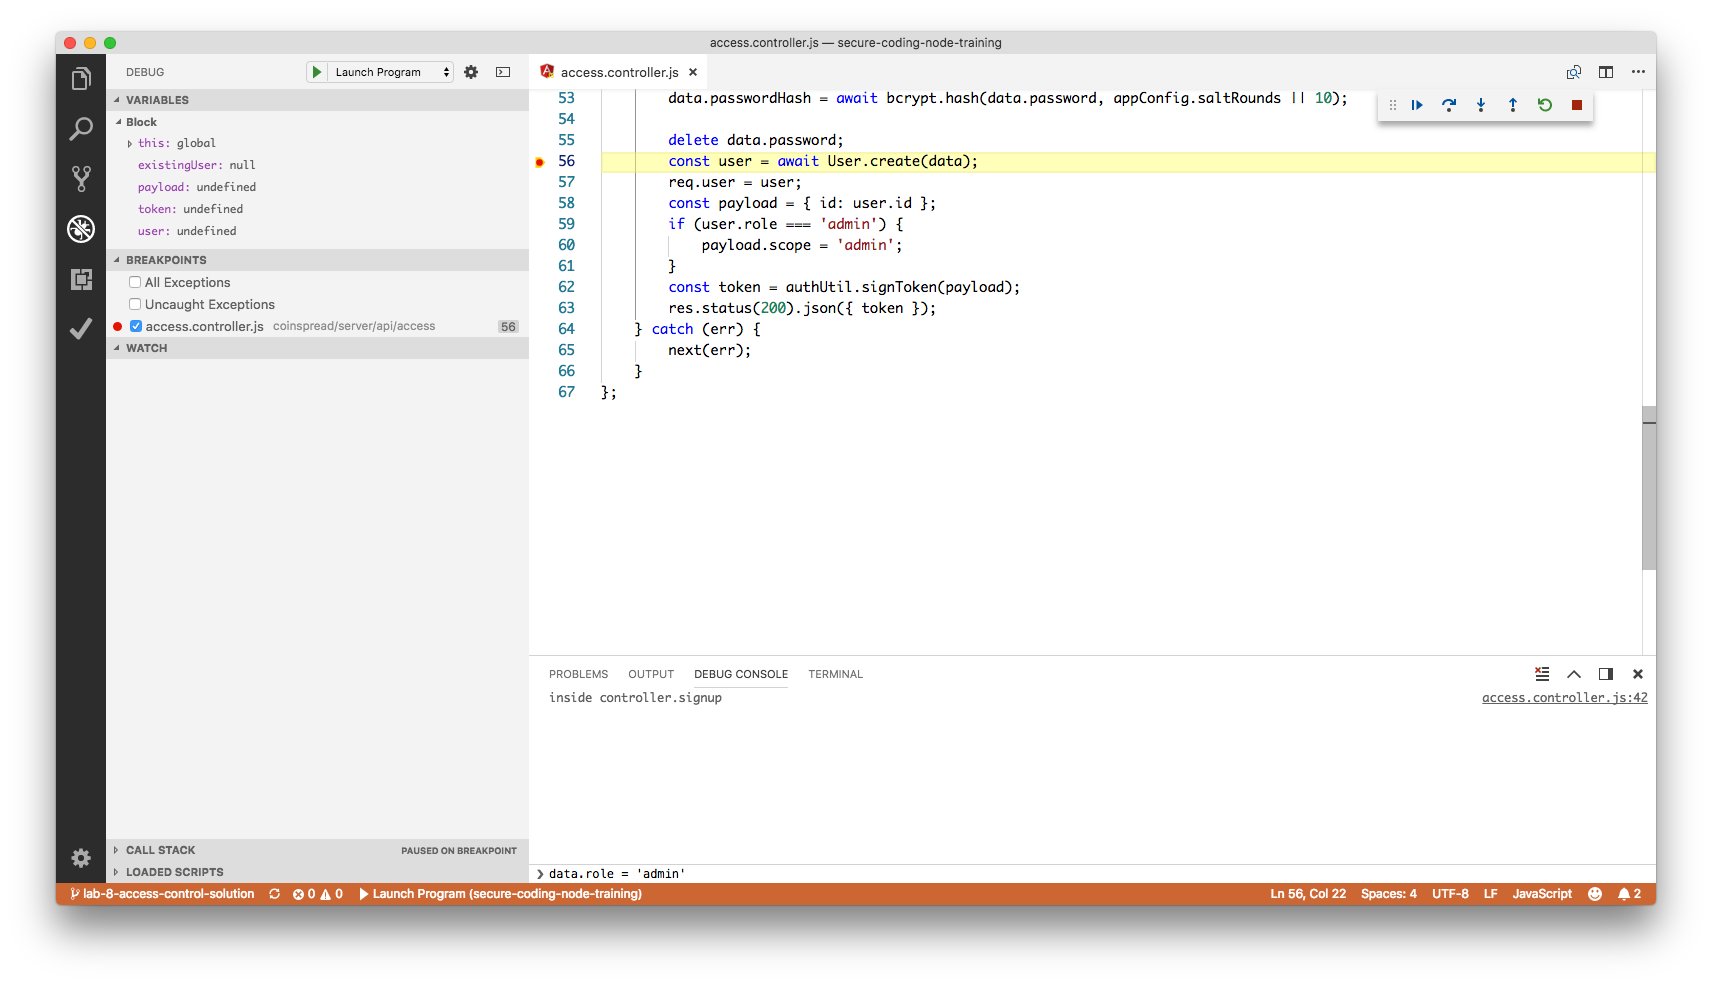 access.controller.js — secure-coding-node-training
DEBUG
Launch Program
access.controller.js
VARIABLES
Block
this: global
existingUser: null
payload: undefined
token: undefined
user: undefined
BREAKPOINTS
All Exceptions
Uncaught Exceptions
access.controller.js coinspread/server/api/access 56
WATCH
CALL STACK PAUSED ON BREAKPOINT
LOADED SCRIPTS
53 data.passwordHash = await bcrypt.hash(data.password, appConfig.saltRounds || 10);
54
55 delete data.password;
56 const user = await User.create(data);
57 req.user = user;
58 const payload = { id: user.id };
59 if (user.role === 'admin') {
60 payload.scope = 'admin';
61 }
62 const token = authUtil.signToken(payload);
63 res.status(200).json({ token });
64 } catch (err) {
65 next(err);
66 }
67 };
PROBLEMS OUTPUT DEBUG CONSOLE TERMINAL
inside controller.signup access.controller.js:42
data.role = 'admin'
lab-8-access-control-solution 0 0 Launch Program (secure-coding-node-training) Ln 56, Col 22 Spaces: 4 UTF-8 LF JavaScript 2